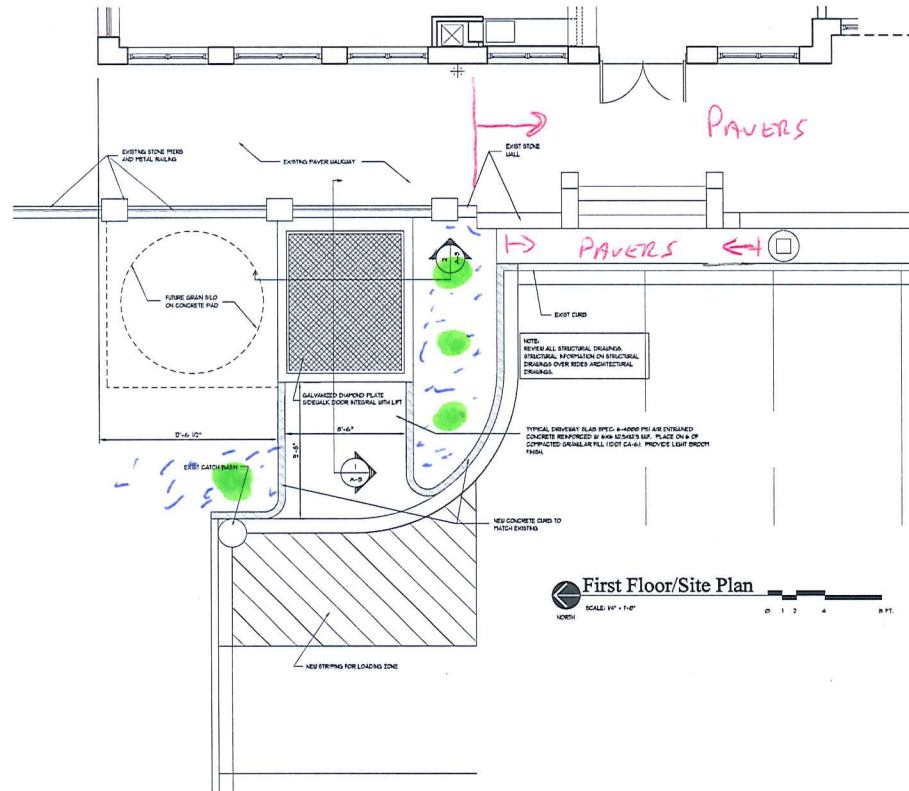 PAVERS
EXISTING STONE PIERS
AND METAL RAILING
EXISTING PAVER WALKWAY
EXIST STONE
WALL
PAVERS
2
A-5
FUTURE GRAIN SILO
ON CONCRETE PAD
EXIST CURB
NOTE:
REVIEW ALL STRUCTURAL DRAWINGS.
STRUCTURAL INFORMATION ON STRUCTURAL
DRAWINGS OVER RIDES ARCHITECTURAL
DRAWINGS.
GALVANIZED DIAMOND PLATE
SIDEWALK DOOR INTEGRAL WITH LIFT
8'-6"
TYPICAL DRIVEWAY SLAB SPEC: 6-4000 PSI AIR ENTRAINED
CONCRETE REINFORCED W/ 6X6 W.W.F. PLACE ON 6 OF
COMPACTED GRANULAR FILL (IDOT CA-6). PROVIDE LIGHT BROOM
FINISH.
EXIST CATCH BASIN
1
A-5
NEW CONCRETE CURB TO
MATCH EXISTING
First Floor/Site Plan
SCALE: 1/4" = 1'-0"
NORTH
0 1 2 4 8 FT.
NEW STRIPING FOR LOADING ZONE